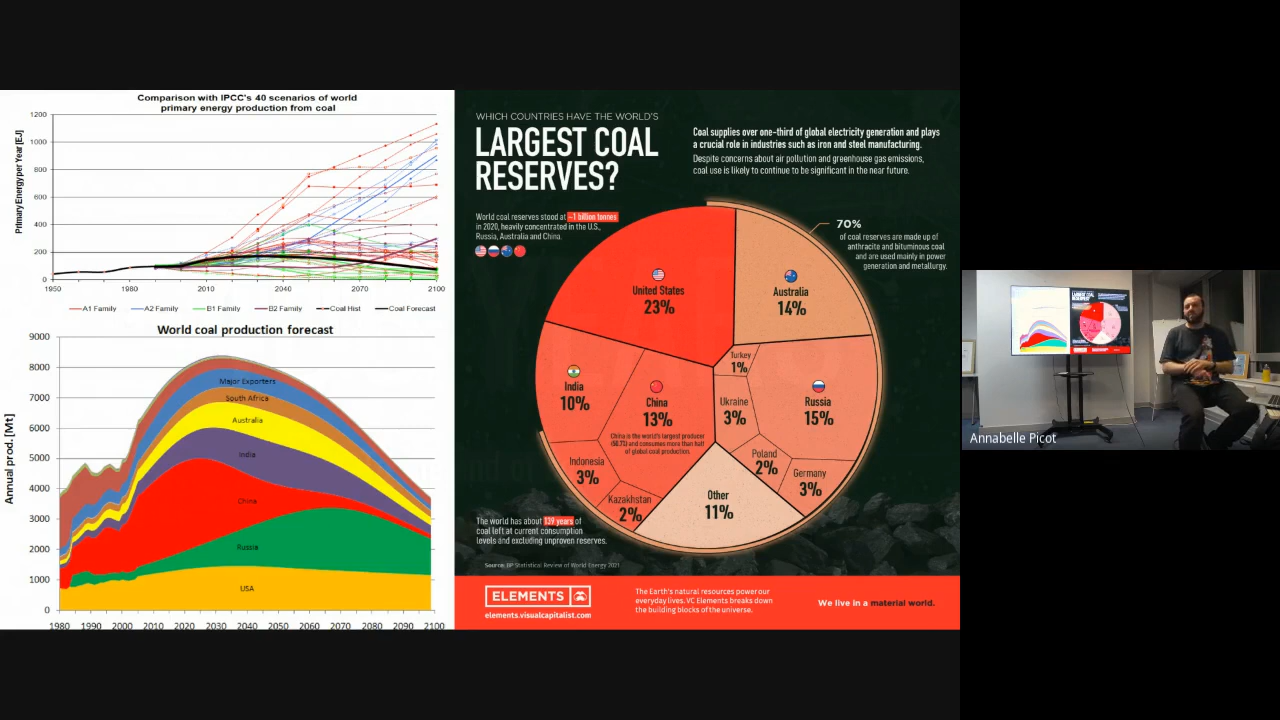 Comparison with IPCC's 40 scenarios of world
primary energy production from coal
Primary Energy per Year [EJ]
1200
1000
800
600
400
200
0
1950
1980
2010
2040
2070
2100
A1 Family
A2 Family
B1 Family
B2 Family
Coal Hist
Coal Forecast
World coal production forecast
Annual prod. [Mt]
9000
8000
7000
6000
5000
4000
3000
2000
1000
0
Major Exporters
South Africa
Australia
India
China
Russia
USA
1980 1990 2000 2010 2020 2030 2040 2050 2060 2070 2080 2090 2100
WHICH COUNTRIES HAVE THE WORLD'S
LARGEST COAL
RESERVES?
Coal supplies over one-third of global electricity generation and plays
a crucial role in industries such as iron and steel manufacturing.
Despite concerns about air pollution and greenhouse gas emissions,
coal use is likely to continue to be significant in the near future.
World coal reserves stood at ~1 billion tonnes
in 2020, heavily concentrated in the U.S.,
Russia, Australia and China.
70%
of coal reserves are made up of
anthracite and bituminous coal
and are used mainly in power
generation and metallurgy.
United States
23%
Australia
14%
Turkey
1%
India
10%
China
13%
China is the world's largest producer
(50.7%) and consumes more than half
of global coal production.
Ukraine
3%
Russia
15%
Indonesia
3%
Kazakhstan
2%
Poland
2%
Germany
3%
Other
11%
The world has about 139 years of
coal left at current consumption
levels and excluding unproven reserves.
Source: BP Statistical Review of World Energy 2021
ELEMENTS
elements.visualcapitalist.com
The Earth's natural resources power our
everyday lives. VC Elements breaks down
the building blocks of the universe.
We live in a material world.
LARGEST COAL
RESERVES?
Annabelle Picot